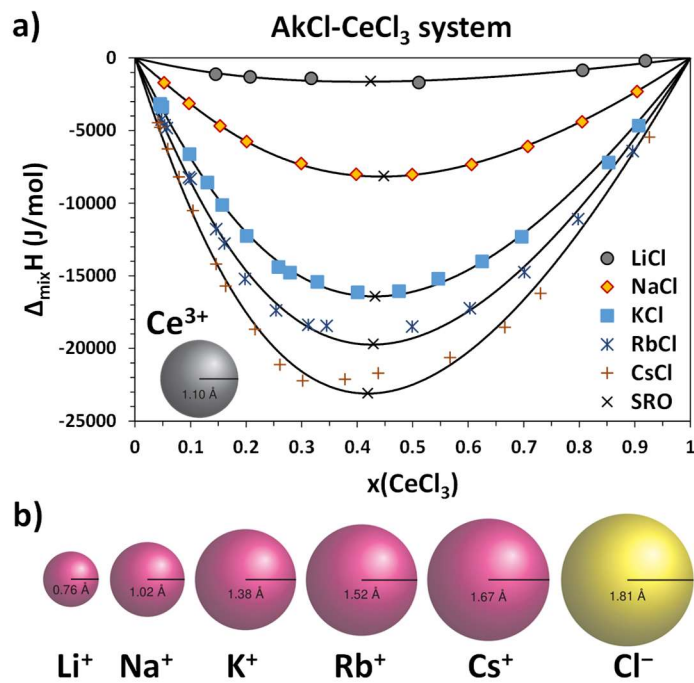 a)
AkCl-CeCl₃ system
0
-5000
-10000
-15000
-20000
-25000
Δ_mixH (J/mol)
Ce³⁺
1.10 Å
LiCl
NaCl
KCl
RbCl
CsCl
SRO
0 0.1 0.2 0.3 0.4 0.5 0.6 0.7 0.8 0.9 1
x(CeCl₃)
b)
0.76 Å 1.02 Å 1.38 Å 1.52 Å 1.67 Å 1.81 Å
Li⁺ Na⁺ K⁺ Rb⁺ Cs⁺ Cl⁻